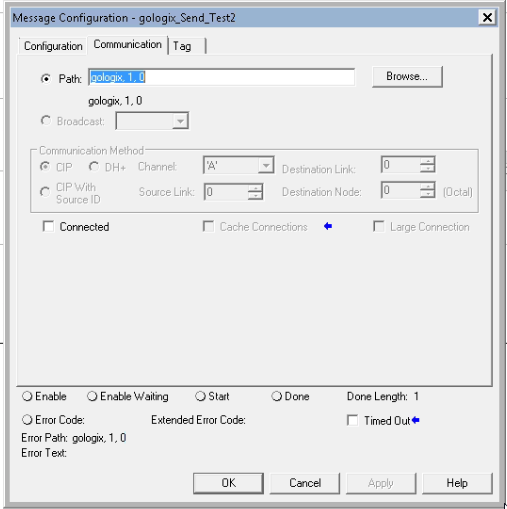 Message Configuration - gologix_Send_Test2
Configuration Communication Tag
Path: gologix, 1, 0 Browse...
gologix, 1, 0
Broadcast:
Communication Method
CIP DH+ Channel: 'A' Destination Link: 0
CIP With Source ID Source Link: 0 Destination Node: 0 (Octal)
Connected Cache Connections Large Connection
Enable Enable Waiting Start Done Done Length: 1
Error Code: Extended Error Code: Timed Out
Error Path: gologix, 1, 0
Error Text:
OK Cancel Apply Help